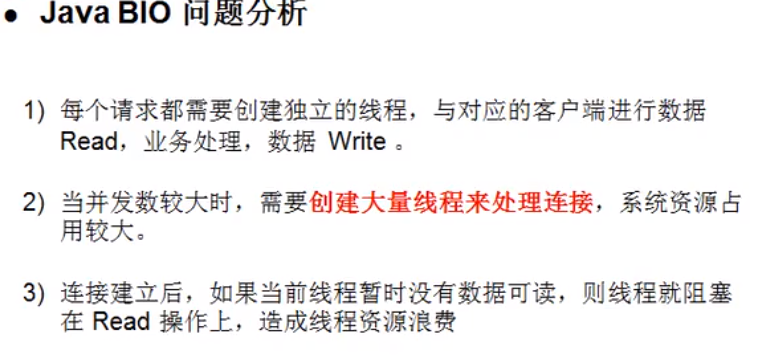 ● Java BIO 问题分析
1) 每个请求都需要创建独立的线程，与对应的客户端进行数据
Read，业务处理，数据 Write 。
2) 当并发数较大时，需要创建大量线程来处理连接，系统资源占
用较大。
3) 连接建立后，如果当前线程暂时没有数据可读，则线程就阻塞
在 Read 操作上，造成线程资源浪费